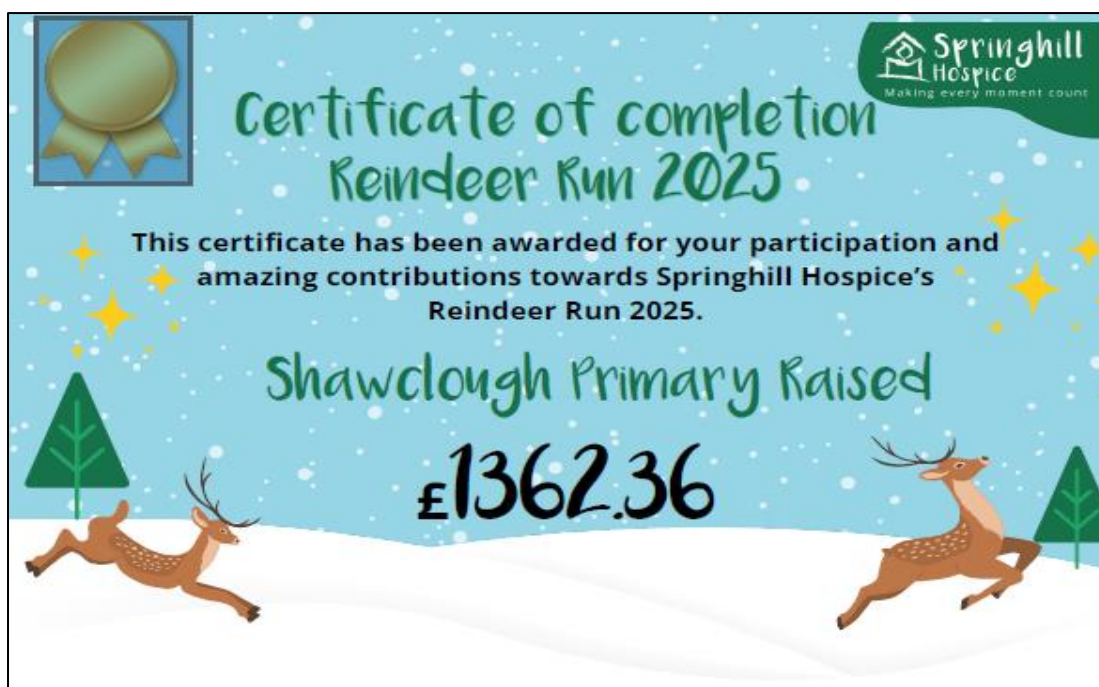 Springhill
Hospice
Making every moment count
Certificate of completion
Reindeer Run 2025
This certificate has been awarded for your participation and
amazing contributions towards Springhill Hospice's
Reindeer Run 2025.
Shawclough Primary Raised
£1362.36